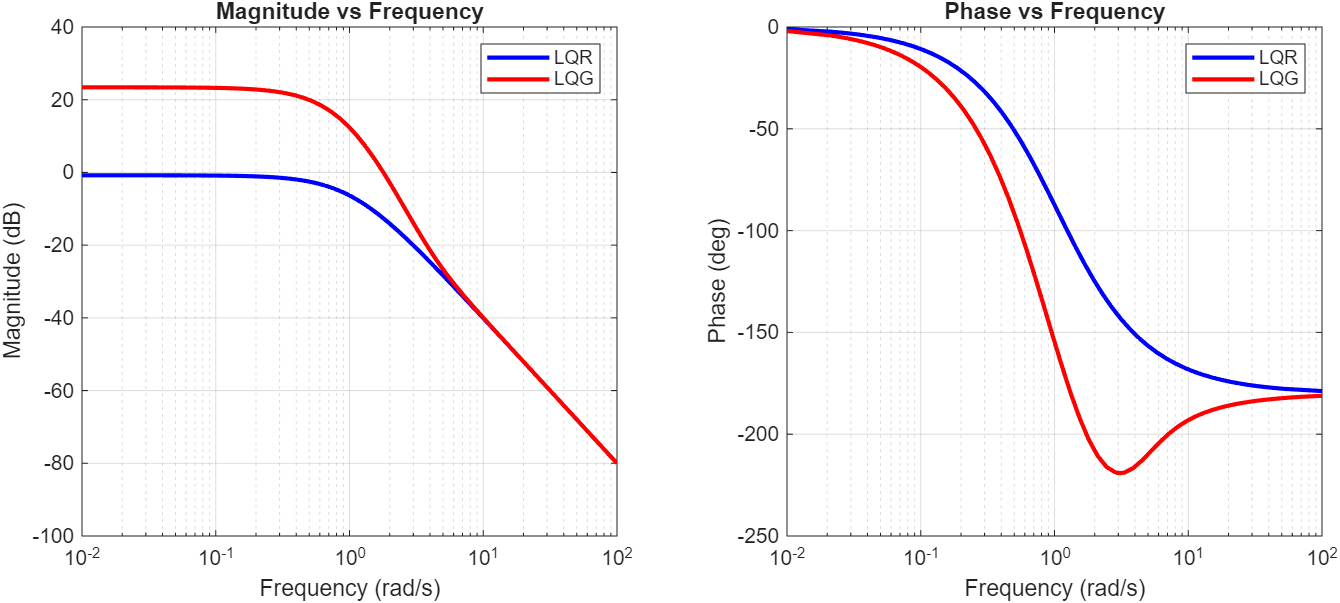 Magnitude vs Frequency
LQR
LQG
40
20
0
-20
-40
-60
-80
-100
Magnitude (dB)
10-2
10-1
100
101
102
Frequency (rad/s)
Phase vs Frequency
LQR
LQG
0
-50
-100
-150
-200
-250
Phase (deg)
10-2
10-1
100
101
102
Frequency (rad/s)